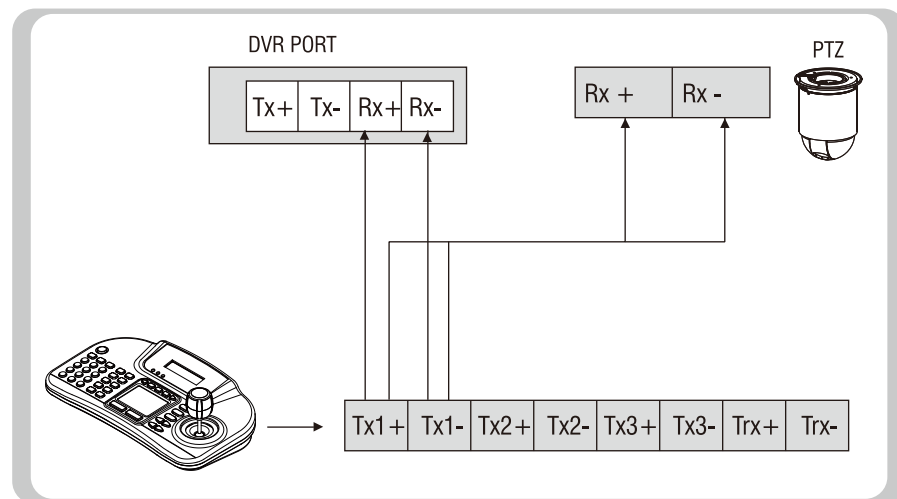 DVR PORT
PTZ
Tx+ Tx- Rx+ Rx-
Rx + Rx -
Tx1+ Tx1- Tx2+ Tx2- Tx3+ Tx3- Trx+ Trx-